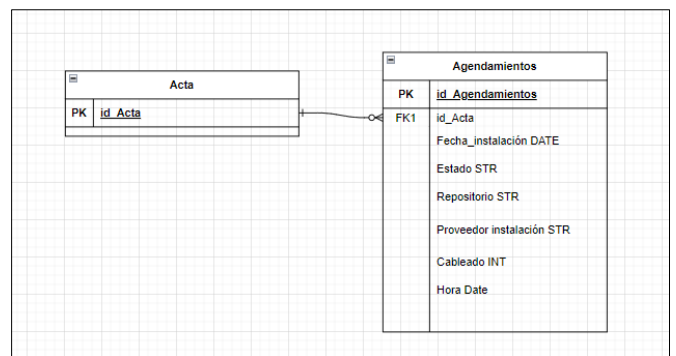 Acta
PK id_Acta
Agendamientos
PK id_Agendamientos
FK1 id_Acta
Fecha_instalación DATE
Estado STR
Repositorio STR
Proveedor instalación STR
Cableado INT
Hora Date